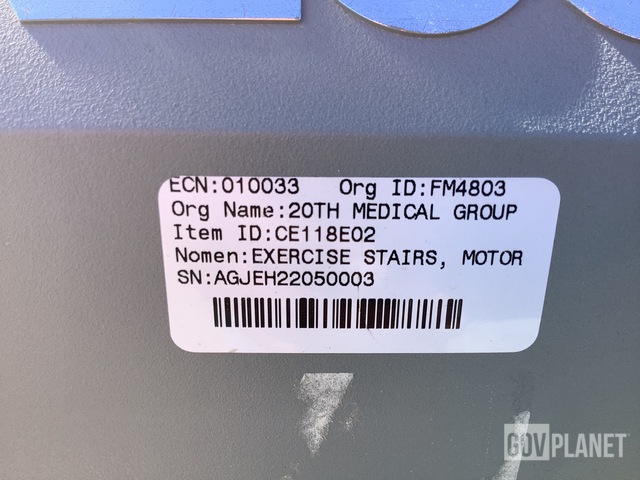 ECN:010033 Org ID:FM4803
Org Name:20TH MEDICAL GROUP
Item ID:CE118E02
Nomen:EXERCISE STAIRS, MOTOR
SN:AGJEH22050003
GOVPLANET